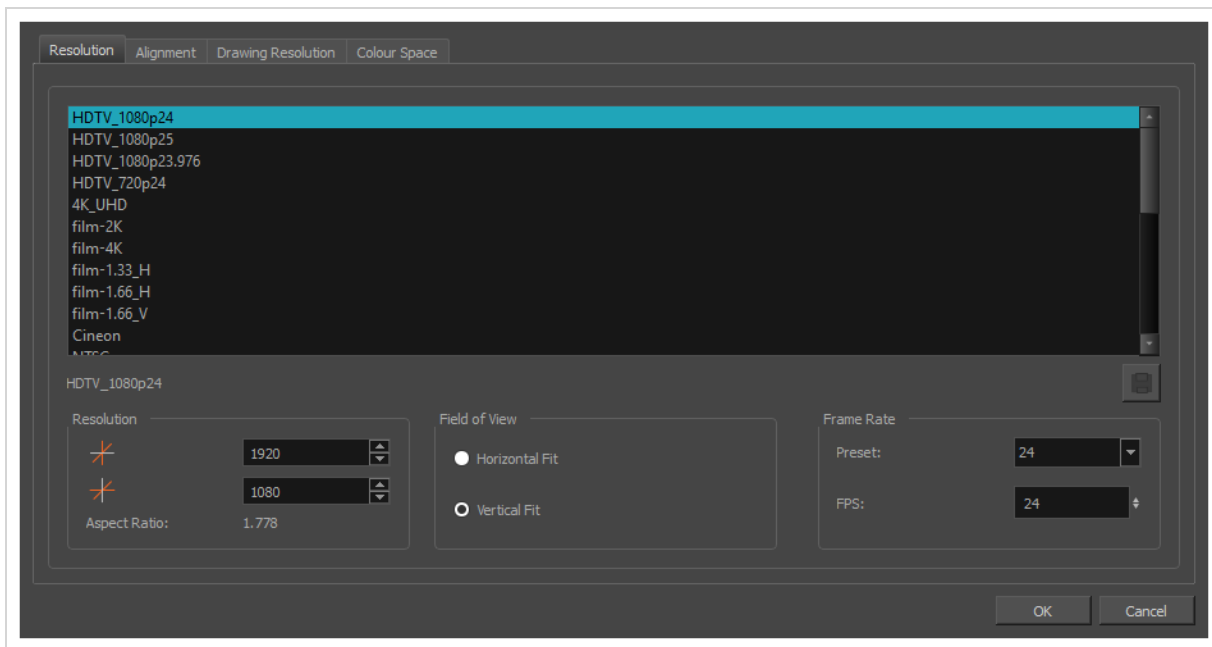 Resolution Alignment Drawing Resolution Colour Space
HDTV_1080p24
HDTV_1080p25
HDTV_1080p23.976
HDTV_720p24
4K_UHD
film-2K
film-4K
film-1.33_H
film-1.66_H
film-1.66_V
Cineon
HDTV_1080p24
Resolution Field of View Frame Rate
1920 Horizontal Fit Preset: 24
1080 Vertical Fit FPS: 24
Aspect Ratio: 1.778
OK Cancel